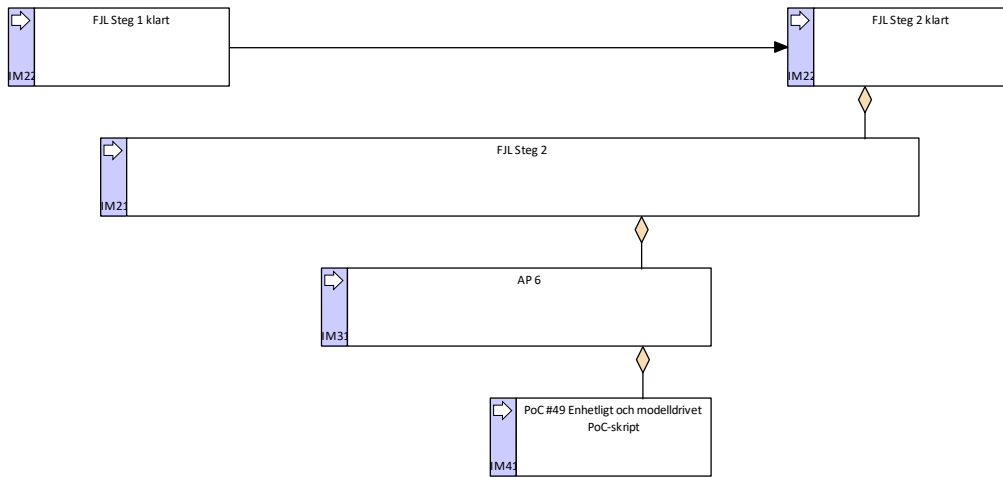 FJL Steg 1 klart
IM22
FJL Steg 2 klart
IM22
FJL Steg 2
IM21
AP 6
IM31
PoC #49 Enhetligt och modelldrivet
PoC-skript
IM41